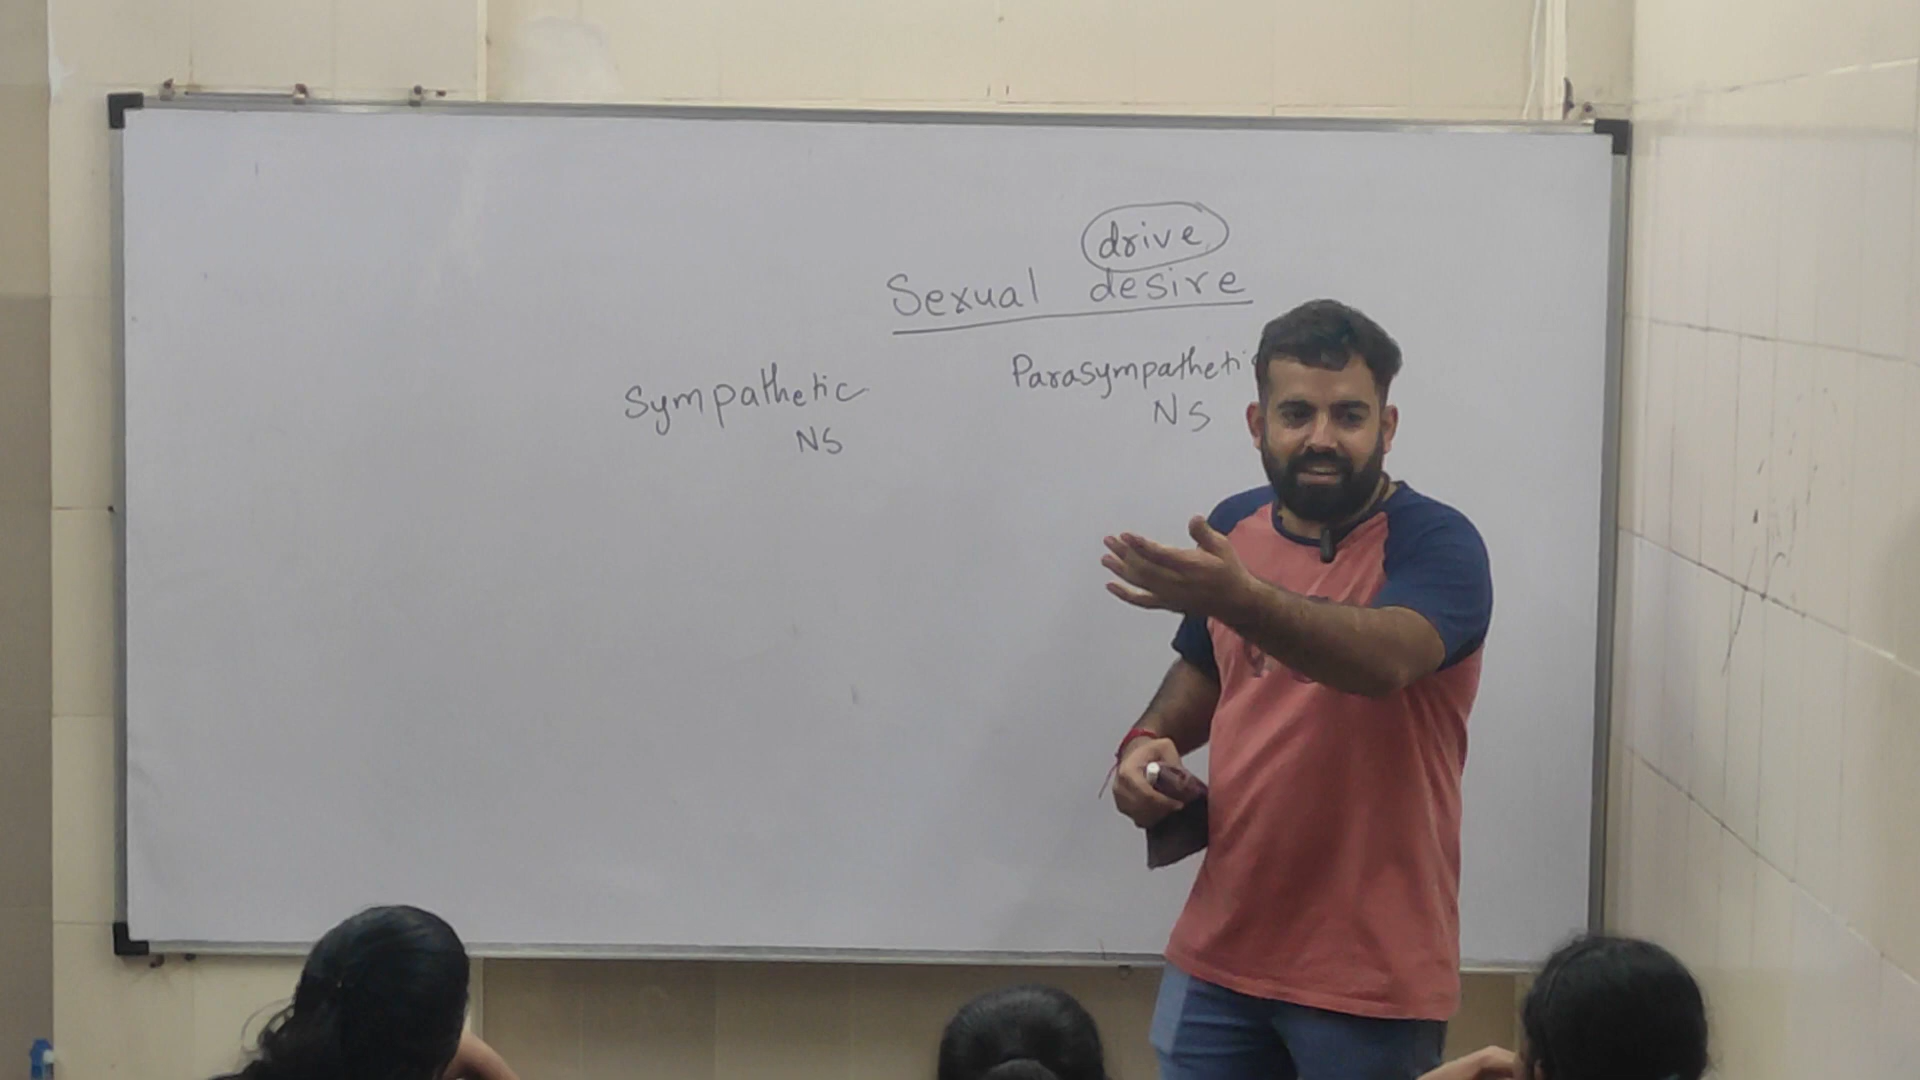 drive
Sexual desire
Sympathetic
NS
Parasympathetic
NS